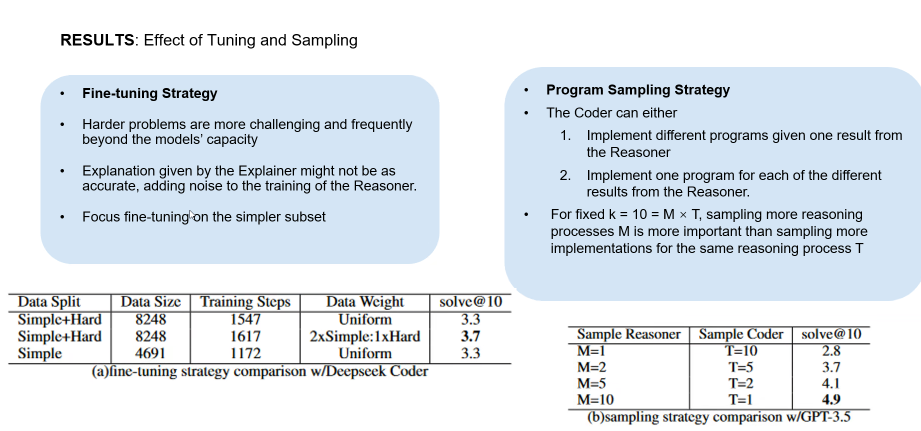 RESULTS: Effect of Tuning and Sampling
• Fine-tuning Strategy
• Harder problems are more challenging and frequently
beyond the models' capacity
• Explanation given by the Explainer might not be as
accurate, adding noise to the training of the Reasoner.
• Focus fine-tuning on the simpler subset
• Program Sampling Strategy
• The Coder can either
1. Implement different programs given one result from
the Reasoner
2. Implement one program for each of the different
results from the Reasoner.
• For fixed k = 10 = M × T, sampling more reasoning
processes M is more important than sampling more
implementations for the same reasoning process T
Data Split Data Size Training Steps Data Weight solve@10
Simple+Hard 8248 1547 Uniform 3.3
Simple+Hard 8248 1617 2xSimple:1xHard 3.7
Simple 4691 1172 Uniform 3.3
(a)fine-tuning strategy comparison w/Deepseek Coder
Sample Reasoner Sample Coder solve@10
M=1 T=10 2.8
M=2 T=5 3.7
M=5 T=2 4.1
M=10 T=1 4.9
(b)sampling strategy comparison w/GPT-3.5